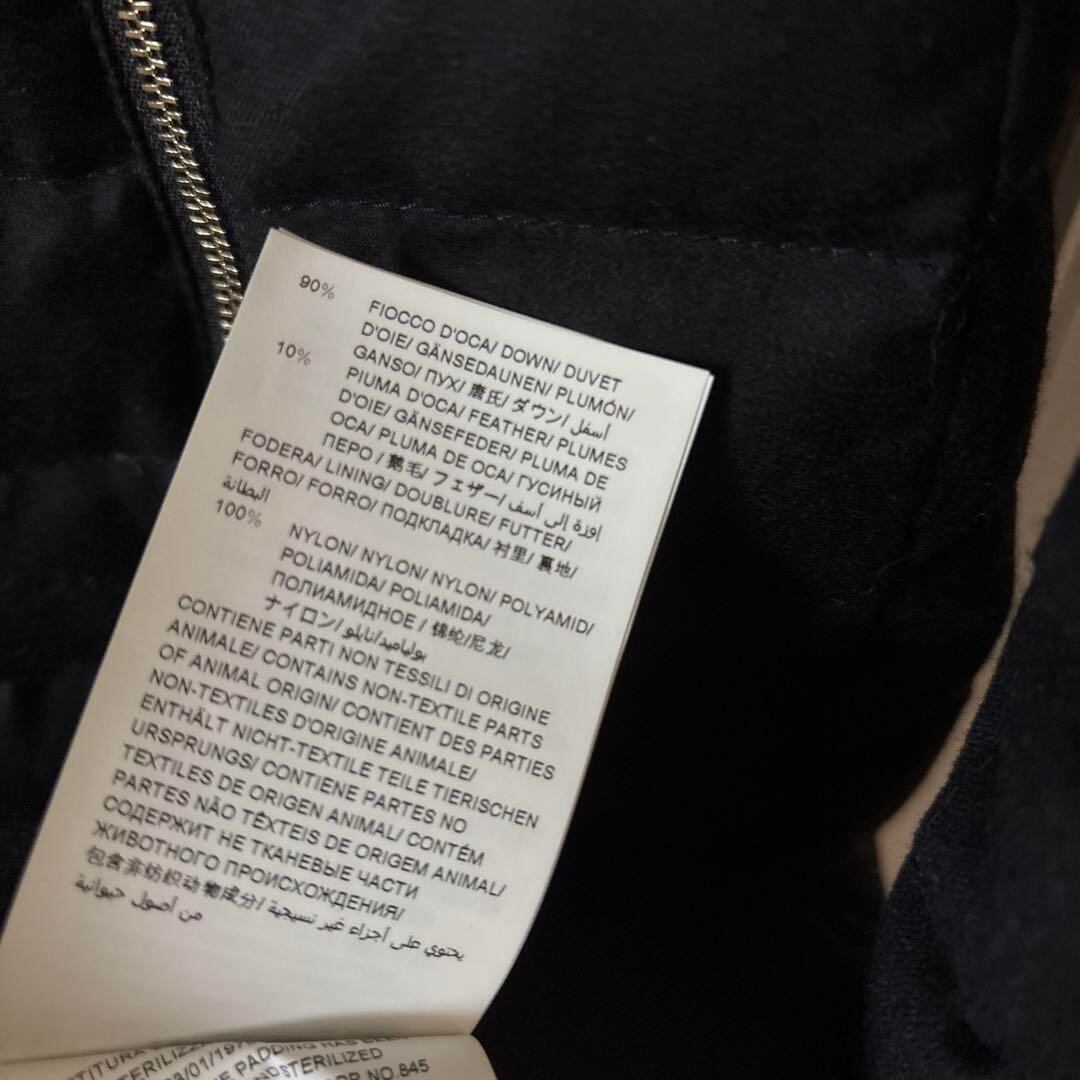 90%
FIOCCO D'OCA/ DOWN/ DUVET
D'OIE/ GÄNSEDAUNEN/ PLUMÓN/
GANSO/ ПУХ/ 唐氏/ ダウン/ أسفل/
10%
PIUMA D'OCA/ FEATHER/ PLUMES
D'OIE/ GÄNSEFEDER/ PLUMA DE
OCA/ PLUMA DE OCA/ ГУСИНЫЙ
ПЕРО / 鹅毛/ フェザー/ اوزة إلى أسف/
FODERA/ LINING/ DOUBLURE/ FUTTER/
FORRO/ FORRO/ ПОДКЛАДКА/ 衬里/ 裏地/
البطانة
100%
NYLON/ NYLON/ NYLON/ POLYAMID/
POLIAMIDA/ POLIAMIDA/
ПОЛИАМИДНОЕ / 锦纶/尼龙/
ナイロン/ بولياميد/نايلو
CONTIENE PARTI NON TESSILI DI ORIGINE
ANIMALE/ CONTAINS NON-TEXTILE PARTS
OF ANIMAL ORIGIN/ CONTIENT DES PARTIES
NON-TEXTILES D'ORIGINE ANIMALE/
ENTHÄLT NICHT-TEXTILE TEILE TIERISCHEN
URSPRUNGS/ CONTIENE PARTES NO
TEXTILES DE ORIGEN ANIMAL/ CONTÉM
PARTES NÃO TÊXTEIS DE ORIGEM ANIMAL/
СОДЕРЖИТ НЕ ТКАНЕВЫЕ ЧАСТИ
ЖИВОТНОГО ПРОИСХОЖДЕНИЯ/
包含非纺织动物成分/ يحتوي على أجزاء غير نسيجية
من أصول حيوانية
PADDING HAS BEEN
STERILIZED
NO.845